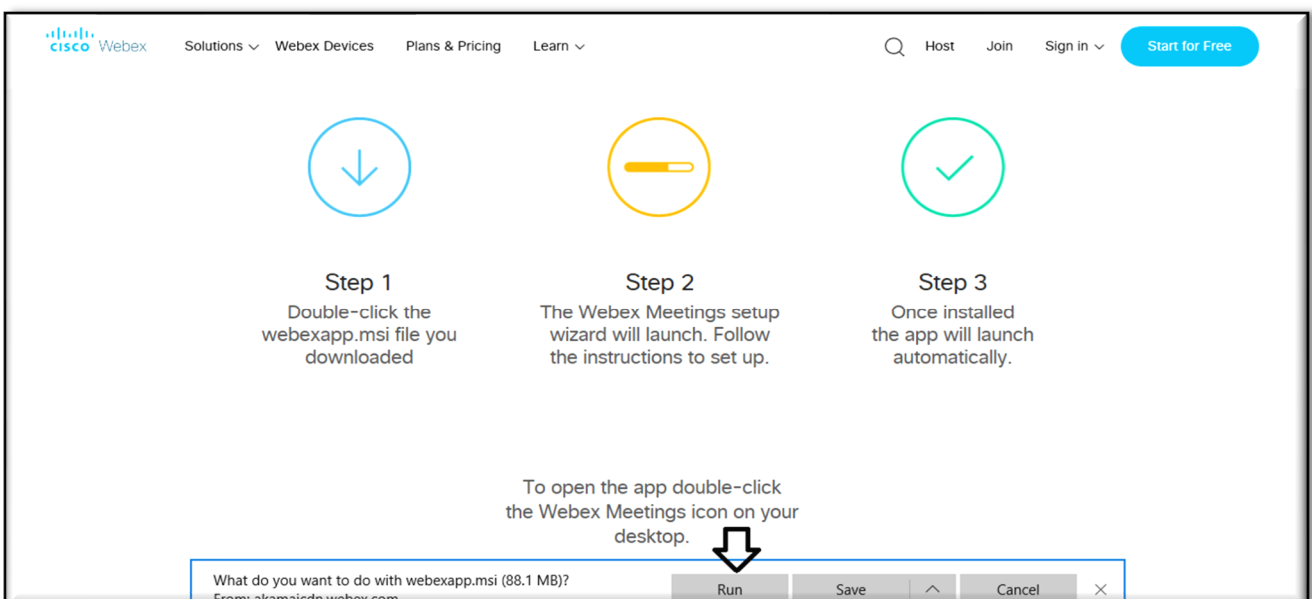 CISCO Webex
Solutions Webex Devices Plans & Pricing Learn Host Join Sign in Start for Free
Step 1
Double-click the
webexapp.msi file you
downloaded
Step 2
The Webex Meetings setup
wizard will launch. Follow
the instructions to set up.
Step 3
Once installed
the app will launch
automatically.
To open the app double-click
the Webex Meetings icon on your
desktop.
What do you want to do with webexapp.msi (88.1 MB)?
From: akamaicdn.webex.com
Run Save Cancel